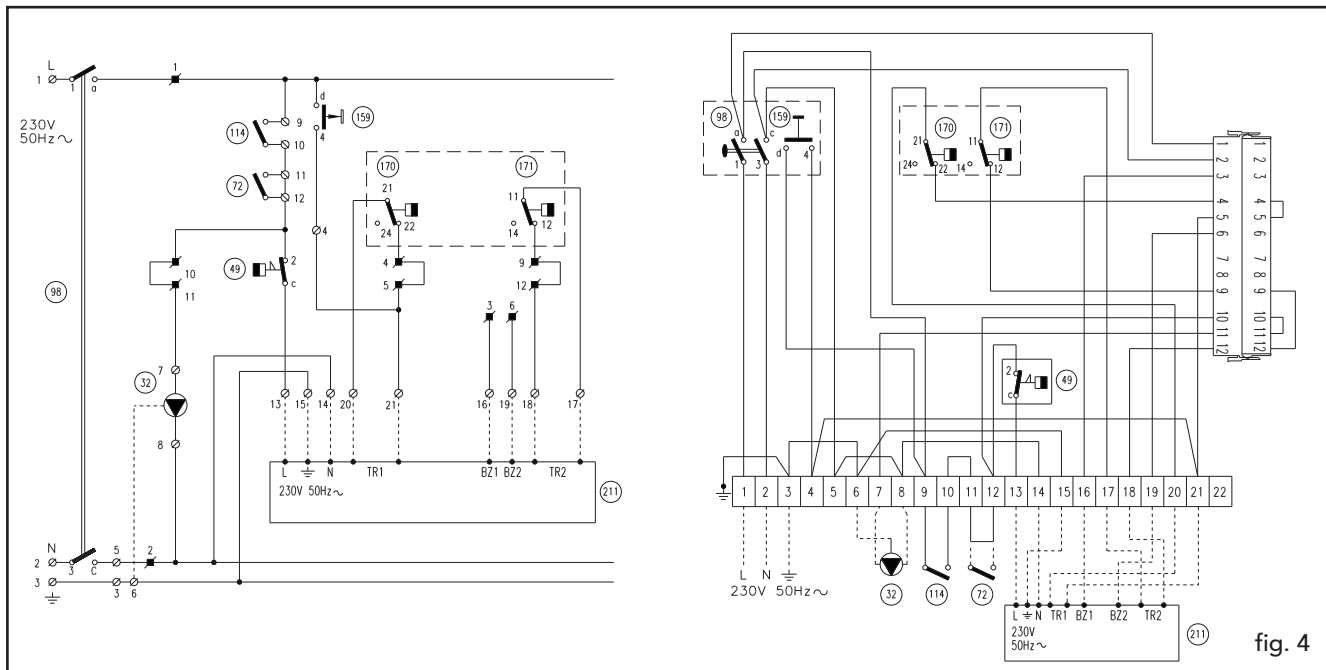 L
1
1 a
1
230V
50Hz~
d
159
4
114
9
10
72
11
12
170
21
24 22
171
11
14 12
4
10
11
49
2
c
4
5
9
12
3 6
98
7
32
8
13 15 14 20 21 16 19 18 17
L N TR1 BZ1 BZ2 TR2
230V 50Hz~
211
N
2
3 C
5 2
3
3 6
98 159
a c
d
1 3 4
170 171
21 11
24 22 14 12
1 1
2 2
3 3
4 4
5 5
6 6
7 7
8 8
9 9
10 10
11 11
12 12
2
49
c
1 2 3 4 5 6 7 8 9 10 11 12 13 14 15 16 17 18 19 20 21 22
L N
230V 50Hz~
32 114 72
L N TR1 BZ1 BZ2 TR2
230V
50Hz~
211
fig. 4